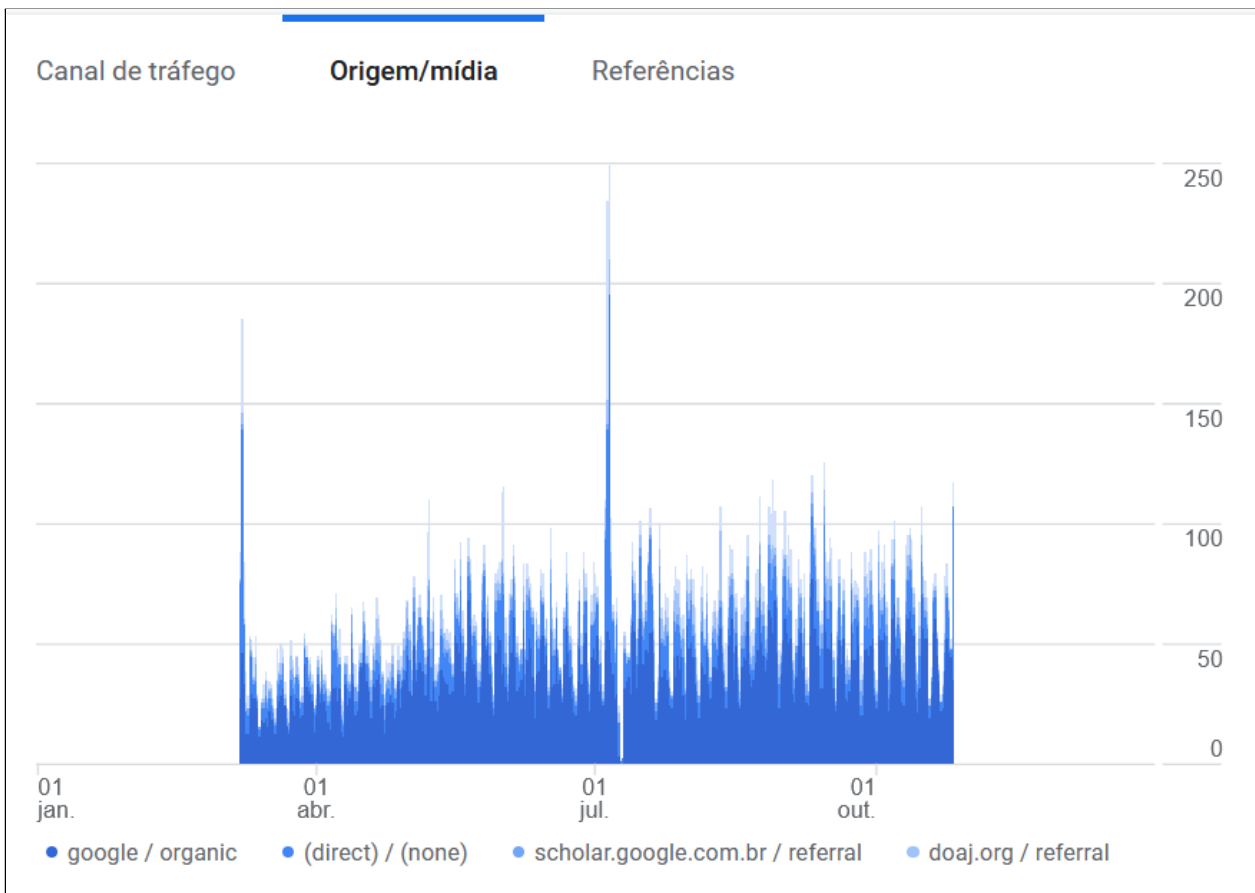 Canal de tráfego
Origem/mídia
Referências
250
200
150
100
50
0
01
jan.
01
abr.
01
jul.
01
out.
google / organic
(direct) / (none)
scholar.google.com.br / referral
doaj.org / referral